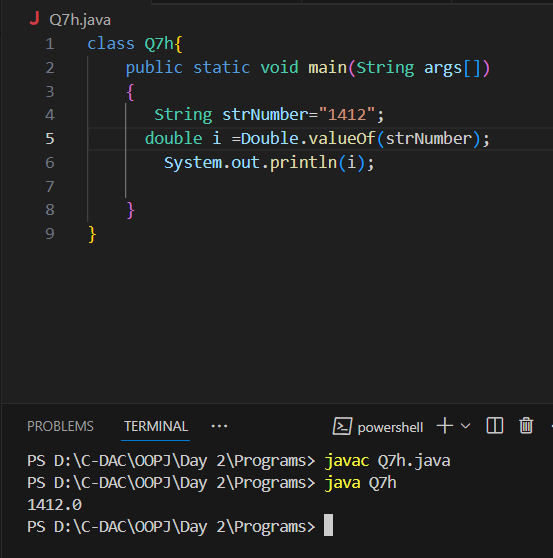 J Q7h.java
1 class Q7h{
2 public static void main(String args[])
3 {
4 String strNumber="1412";
5 double i =Double.valueOf(strNumber);
6 System.out.println(i);
7
8 }
9 }
PROBLEMS TERMINAL ··· powershell
PS D:\C-DAC\OOPJ\Day 2\Programs> javac Q7h.java
PS D:\C-DAC\OOPJ\Day 2\Programs> java Q7h
1412.0
PS D:\C-DAC\OOPJ\Day 2\Programs>